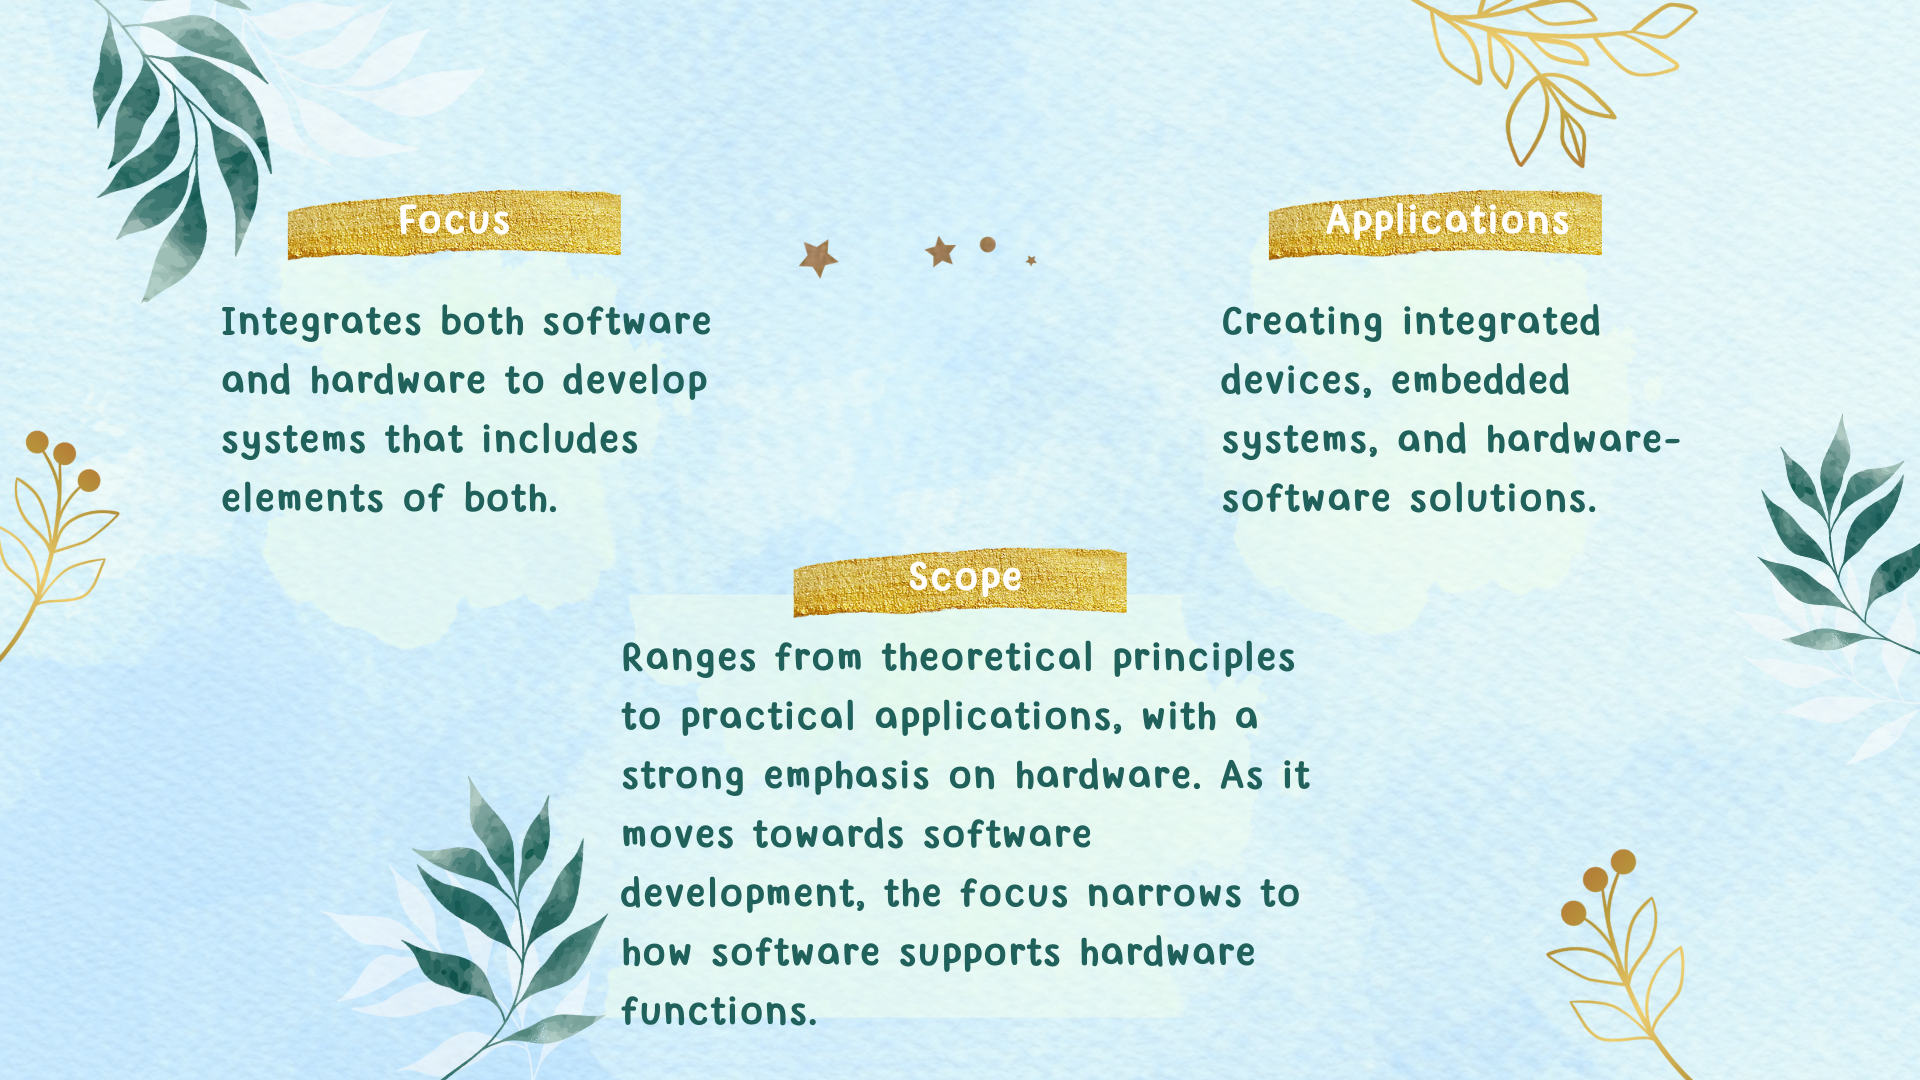 Focus
Integrates both software
and hardware to develop
systems that includes
elements of both.
Applications
Creating integrated
devices, embedded
systems, and hardware-
software solutions.
Scope
Ranges from theoretical principles
to practical applications, with a
strong emphasis on hardware. As it
moves towards software
development, the focus narrows to
how software supports hardware
functions.